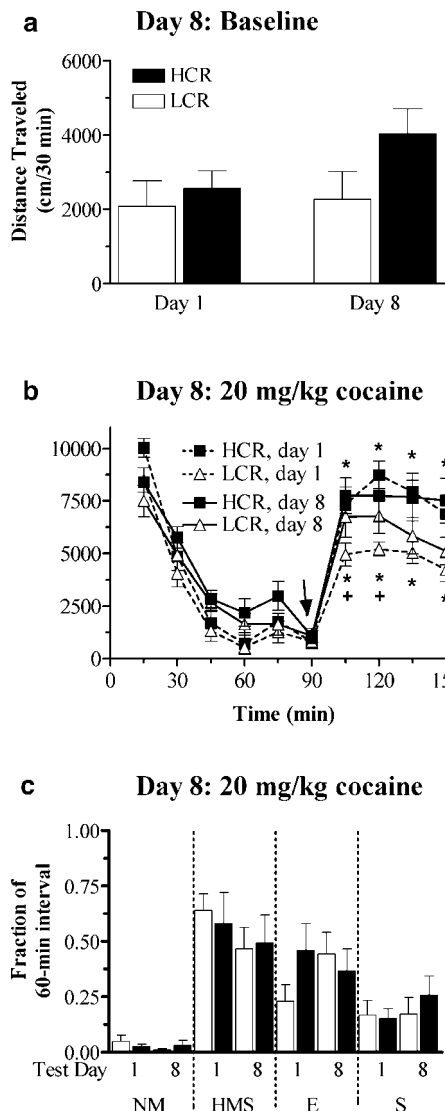 a
Day 8: Baseline
Distance Traveled
(cm/30 min)
6000
4000
2000
0
HCR
LCR
Day 1
Day 8
b
Day 8: 20 mg/kg cocaine
10000
7500
5000
2500
0
HCR, day 1
LCR, day 1
HCR, day 8
LCR, day 8
* * * *
* * * *
+ +
0 30 60 90 120
Time (min)
c
Day 8: 20 mg/kg cocaine
Fraction of
60-min interval
1.00
0.75
0.50
0.25
0.00
Test Day 1 8 1 8 1 8 1 8
NM HMS E S